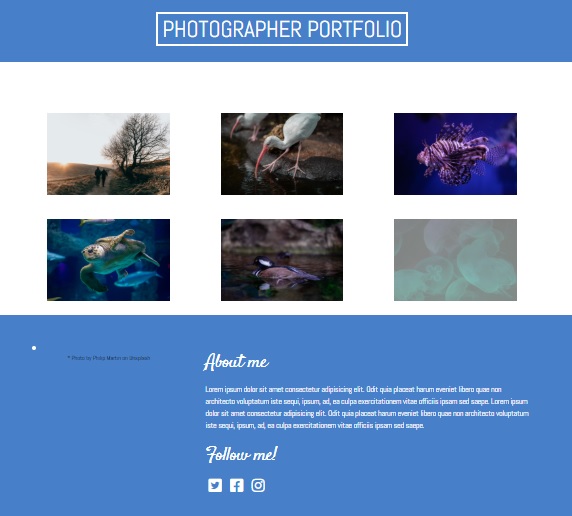 PHOTOGRAPHER PORTFOLIO
* Photo by Philip Marton on Unsplash
About me
Lorem ipsum dolor sit amet consectetur adipisicing elit. Odit quia placeat harum eveniet libero quae non
architecto voluptatum iste sequi, ipsum, ad, ea culpa exercitationem vitae officiis ipsam sed saepe. Lorem ipsum
dolor sit amet consectetur adipisicing elit. Odit quia placeat harum eveniet libero quae non architecto voluptatum
iste sequi, ipsum, ad, ea culpa exercitationem vitae officiis ipsam sed saepe.
Follow me!